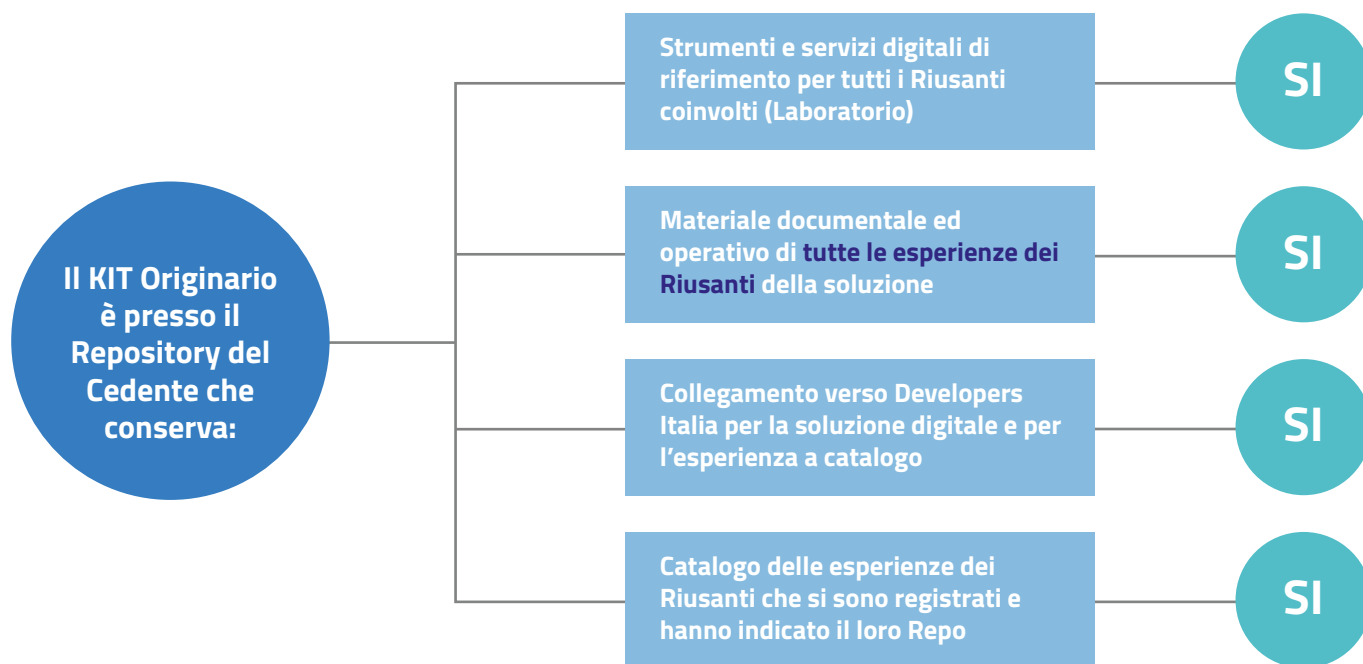 Il KIT Originario
è presso il
Repository del
Cedente che
conserva:
Strumenti e servizi digitali di
riferimento per tutti i Riusanti
coinvolti (Laboratorio)
SI
Materiale documentale ed
operativo di tutte le esperienze dei
Riusanti della soluzione
SI
Collegamento verso Developers
Italia per la soluzione digitale e per
l’esperienza a catalogo
SI
Catalogo delle esperienze dei
Riusanti che si sono registrati e
hanno indicato il loro Repo
SI